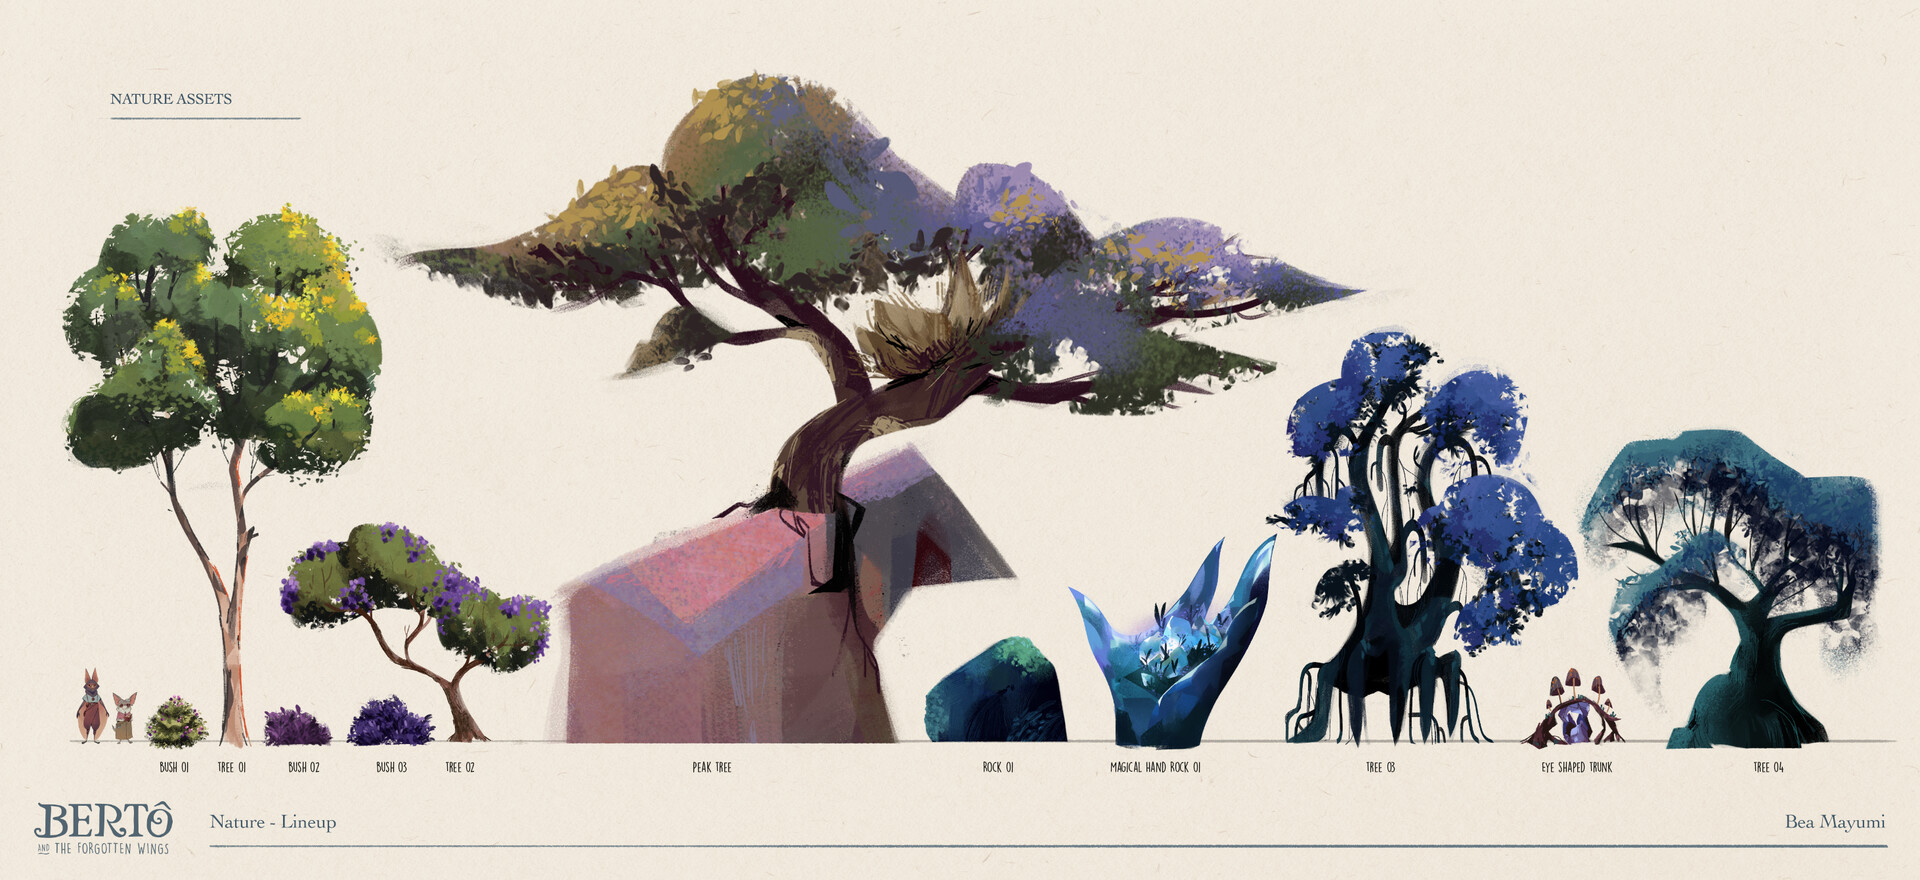 NATURE ASSETS
BUSH 01
TREE 01
BUSH 02
BUSH 03
TREE 02
PEAK TREE
ROCK 01
MAGICAL HAND ROCK 01
TREE 03
EYE SHAPED TRUNK
TREE 04
BERTÔ
AND THE FORGOTTEN WINGS
Nature - Lineup
Bea Mayumi